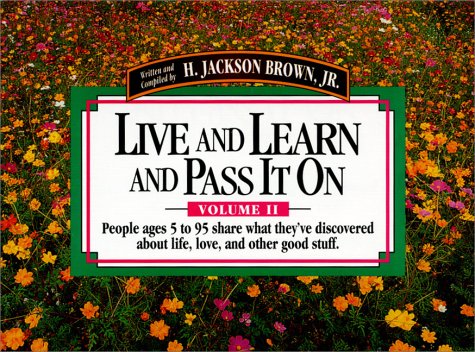 Written and
Compiled by
H. JACKSON BROWN, JR.
LIVE AND LEARN
AND PASS IT ON
VOLUME II
People ages 5 to 95 share what they've discovered
about life, love, and other good stuff.